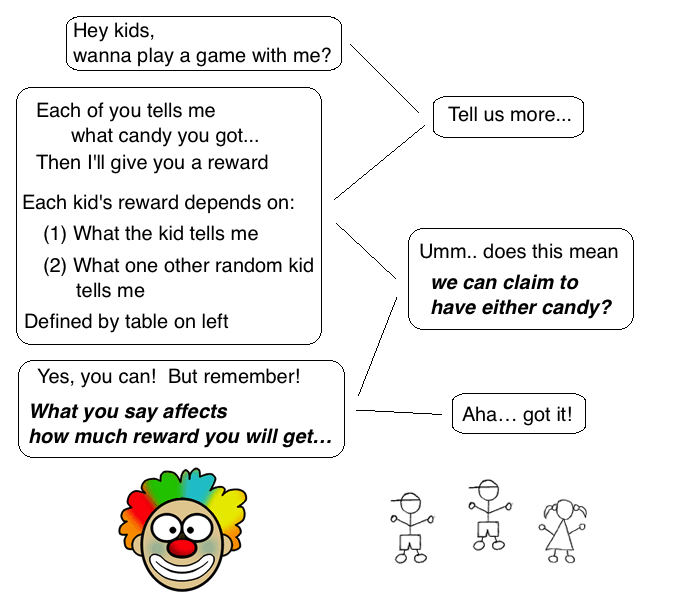 Hey kids,
wanna play a game with me?
Tell us more...
Each of you tells me
what candy you got...
Then I'll give you a reward
Each kid's reward depends on:
(1) What the kid tells me
(2) What one other random kid
tells me
Defined by table on left
Umm.. does this mean
we can claim to
have either candy?
Yes, you can!  But remember!
What you say affects
how much reward you will get...
Aha... got it!